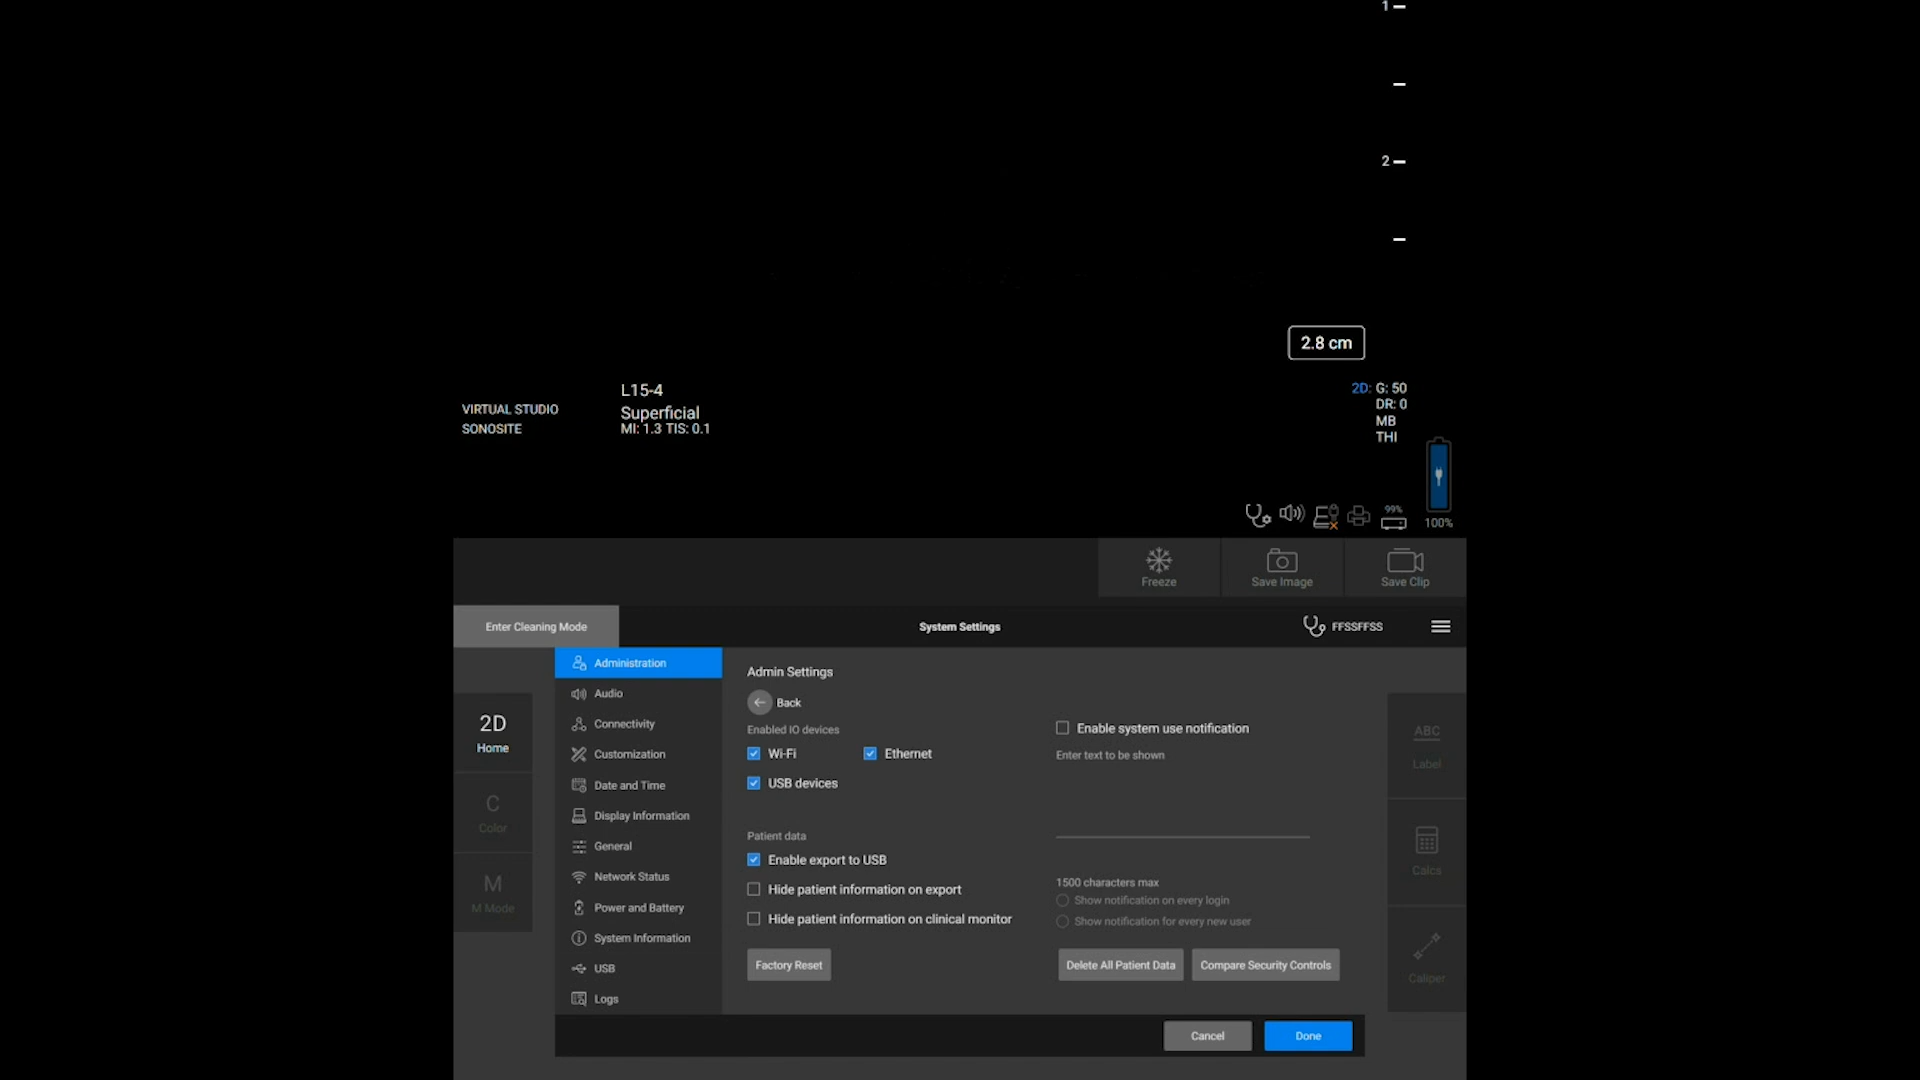 1
2
2.8 cm
L15-4
Superficial
MI: 1.3 TIS: 0.1
VIRTUAL STUDIO
SONOSITE
2D: G: 50
DR: 0
MB
THI
99%
100%
Freeze
Save Image
Save Clip
Enter Cleaning Mode
System Settings
FFSSFFSS
2D
Home
C
Color
M
M Mode
Administration
Audio
Connectivity
Customization
Date and Time
Display Information
General
Network Status
Power and Battery
System Information
USB
Logs
Admin Settings
Back
Enabled IO devices
Wi-Fi
Ethernet
USB devices
Patient data
Enable export to USB
Hide patient information on export
Hide patient information on clinical monitor
Factory Reset
Enable system use notification
Enter text to be shown
1500 characters max
Show notification on every login
Show notification for every new user
Delete All Patient Data
Compare Security Controls
Cancel
Done
ABC
Label
Calcs
Caliper